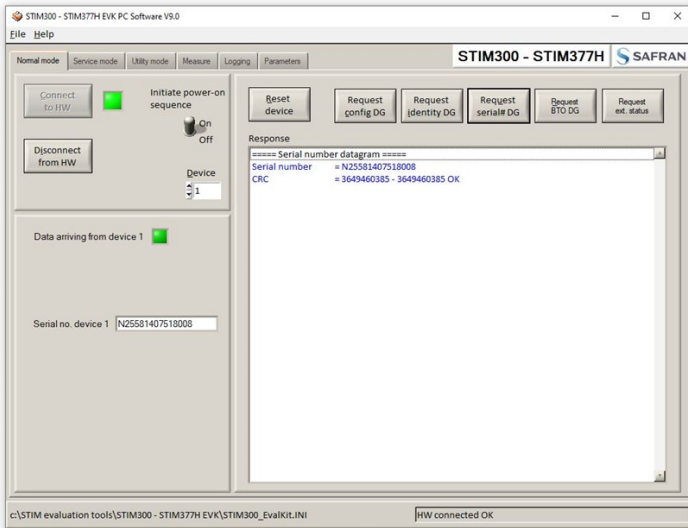 STIM300 - STIM377H EVK PC Software V9.0
File Help
Normal mode Service mode Utility mode Measure Logging Parameters
STIM300 - STIM377H SAFRAN
Connect to HW
Initiate power-on sequence
On
Off
Disconnect from HW
Device
1
Reset device
Request config DG
Request identity DG
Request serial# DG
Request BTO DG
Request ext. status
Response
===== Serial number datagram =====
Serial number = N25581407518008
CRC = 3649460385 - 3649460385 OK
Data arriving from device 1
Serial no. device 1 N25581407518008
c:\STIM evaluation tools\STIM300 - STIM377H EVK\STIM300_EvalKit.INI
HW connected OK